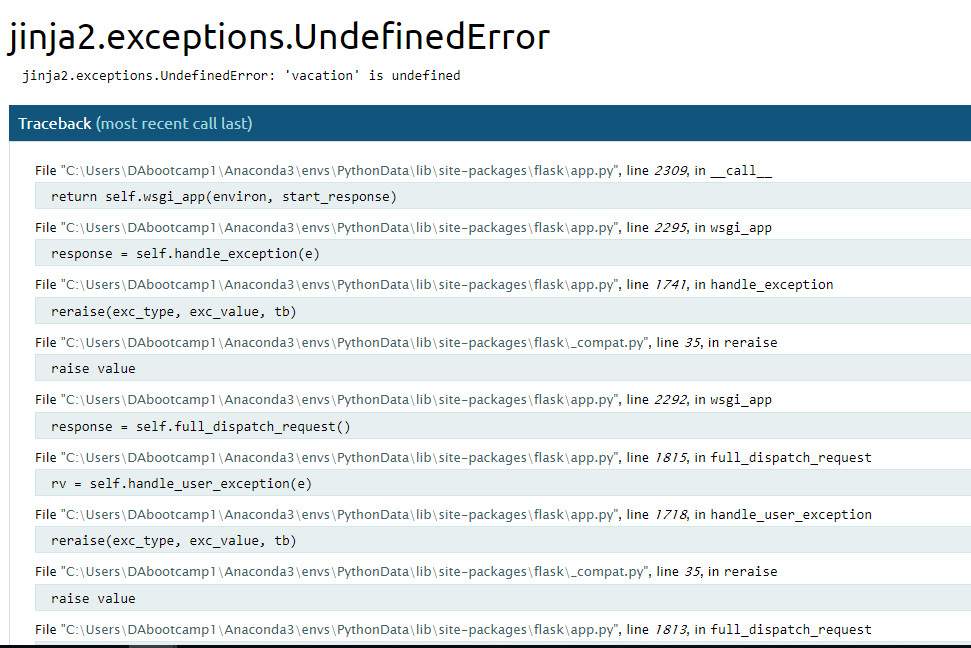 jinja2.exceptions.UndefinedError
jinja2.exceptions.UndefinedError: 'vacation' is undefined
Traceback (most recent call last)
File "C:\Users\DAbootcamp1\Anaconda3\envs\PythonData\lib\site-packages\flask\app.py", line 2309, in __call__
return self.wsgi_app(environ, start_response)
File "C:\Users\DAbootcamp1\Anaconda3\envs\PythonData\lib\site-packages\flask\app.py", line 2295, in wsgi_app
response = self.handle_exception(e)
File "C:\Users\DAbootcamp1\Anaconda3\envs\PythonData\lib\site-packages\flask\app.py", line 1741, in handle_exception
reraise(exc_type, exc_value, tb)
File "C:\Users\DAbootcamp1\Anaconda3\envs\PythonData\lib\site-packages\flask\_compat.py", line 35, in reraise
raise value
File "C:\Users\DAbootcamp1\Anaconda3\envs\PythonData\lib\site-packages\flask\app.py", line 2292, in wsgi_app
response = self.full_dispatch_request()
File "C:\Users\DAbootcamp1\Anaconda3\envs\PythonData\lib\site-packages\flask\app.py", line 1815, in full_dispatch_request
rv = self.handle_user_exception(e)
File "C:\Users\DAbootcamp1\Anaconda3\envs\PythonData\lib\site-packages\flask\app.py", line 1718, in handle_user_exception
reraise(exc_type, exc_value, tb)
File "C:\Users\DAbootcamp1\Anaconda3\envs\PythonData\lib\site-packages\flask\_compat.py", line 35, in reraise
raise value
File "C:\Users\DAbootcamp1\Anaconda3\envs\PythonData\lib\site-packages\flask\app.py", line 1813, in full_dispatch_request